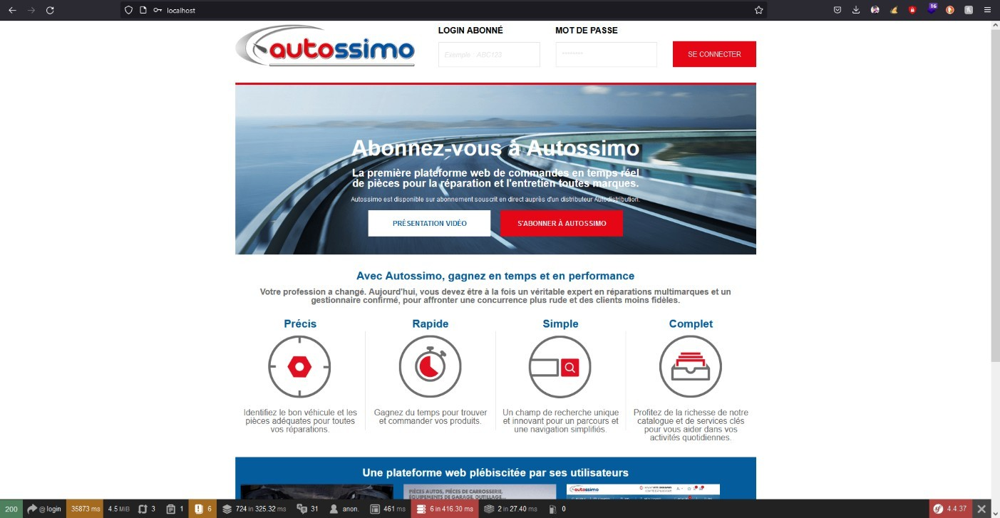 localhost
16
autossimo
LOGIN ABONNÉ
MOT DE PASSE
Exemple : ABC123
********
SE CONNECTER
Abonnez-vous à Autossimo
La première plateforme web de commandes en temps réel
de pièces pour la réparation et l'entretien toutes marques.
Autossimo est disponible sur abonnement souscrit en direct auprès d'un distributeur Autodistribution.
PRÉSENTATION VIDÉO
S'ABONNER À AUTOSSIMO
Avec Autossimo, gagnez en temps et en performance
Votre profession a changé. Aujourd'hui, vous devez être à la fois un véritable expert en réparations multimarques et un
gestionnaire confirmé, pour affronter une concurrence plus rude et des clients moins fidèles.
Précis
Rapide
Simple
Complet
Identifiez le bon véhicule et les
pièces adéquates pour toutes
vos réparations.
Gagnez du temps pour trouver
et commander vos produits.
Un champ de recherche unique
et innovant pour un parcours et
une navigation simplifiés.
Profitez de la richesse de notre
catalogue et de services clés
pour vous aider dans vos
activités quotidiennes.
Une plateforme web plébiscitée par ses utilisateurs
PIÈCES AUTOS, PIÈCES DE CARROSSERIE,
ÉQUIPEMENTS DE GARAGE, OUTILLAGE...
autossimo
200
@ login
35873 ms
4.5 MiB
3
1
6
724 in 325.32 ms
31
anon.
461 ms
6 in 416.30 ms
2 in 27.40 ms
0
sf 4.4.37